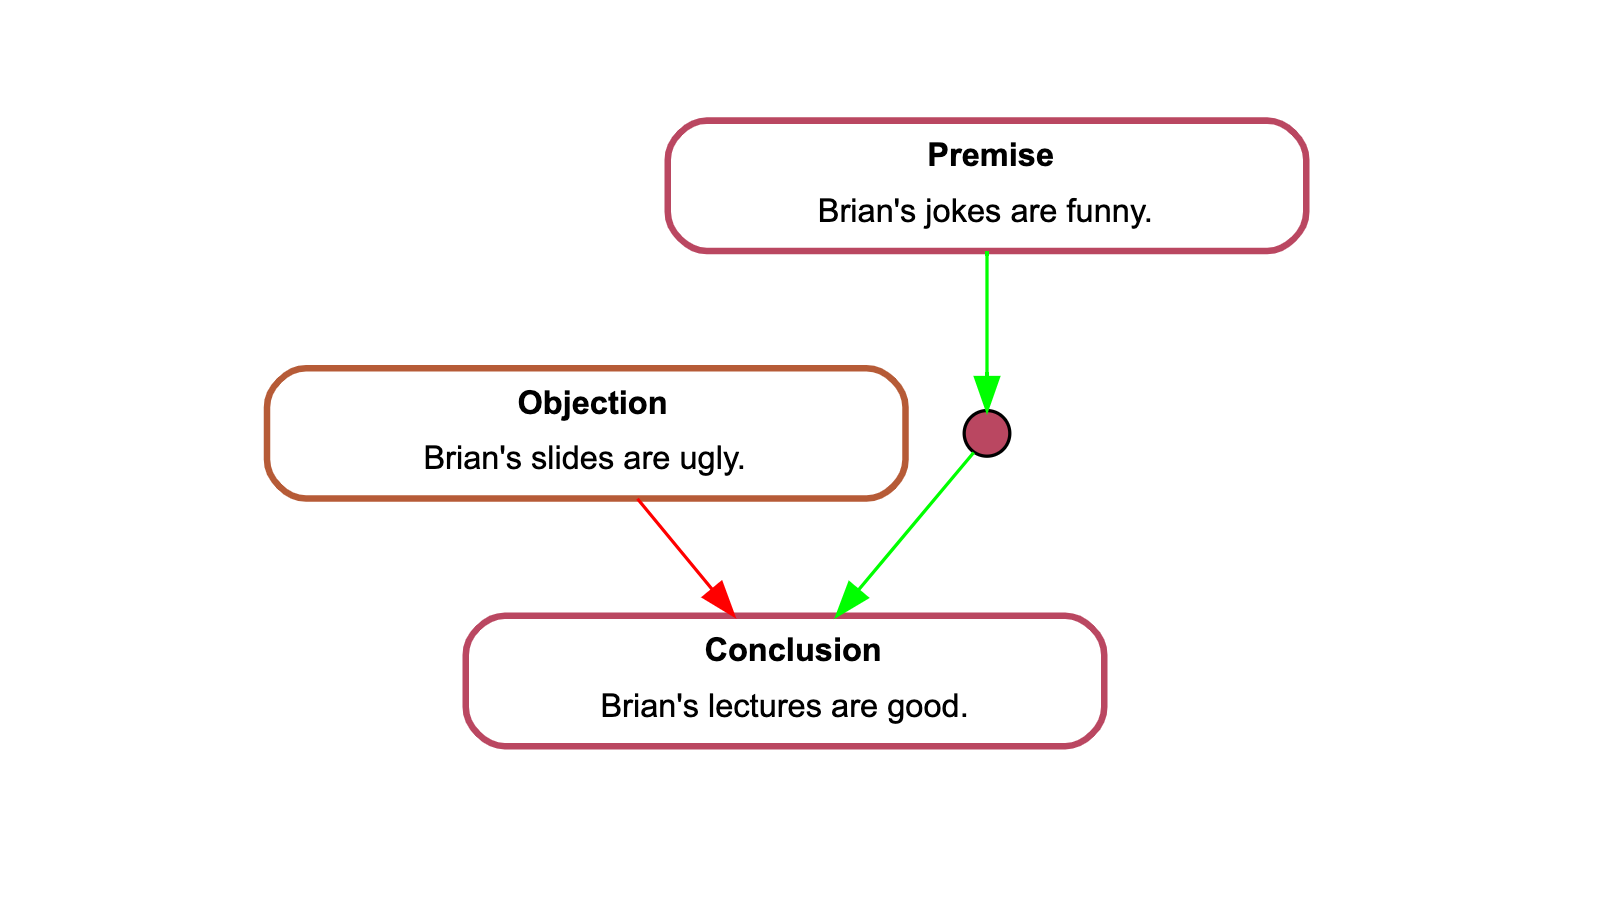 Premise
Brian's jokes are funny.
Objection
Brian's slides are ugly.
Conclusion
Brian's lectures are good.